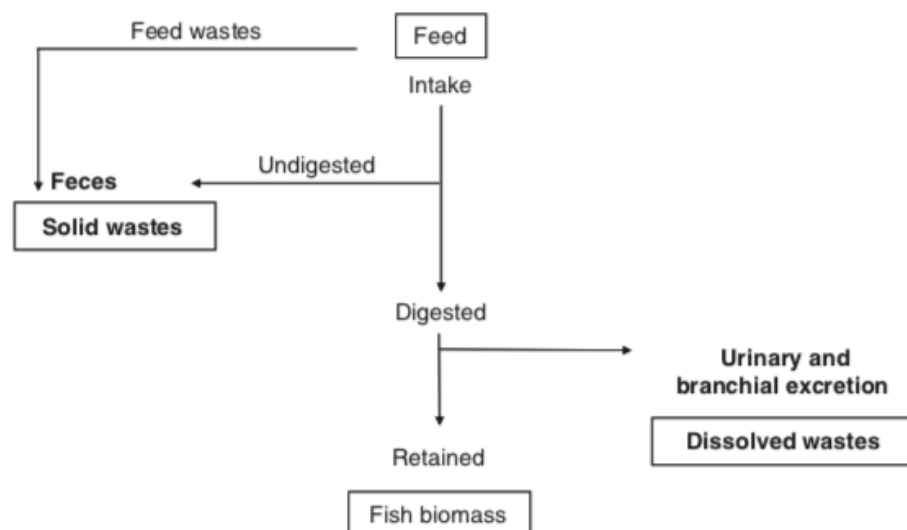 Feed wastes
Feed
Intake
Undigested
Feces
Solid wastes
Digested
Urinary and
branchial excretion
Dissolved wastes
Retained
Fish biomass